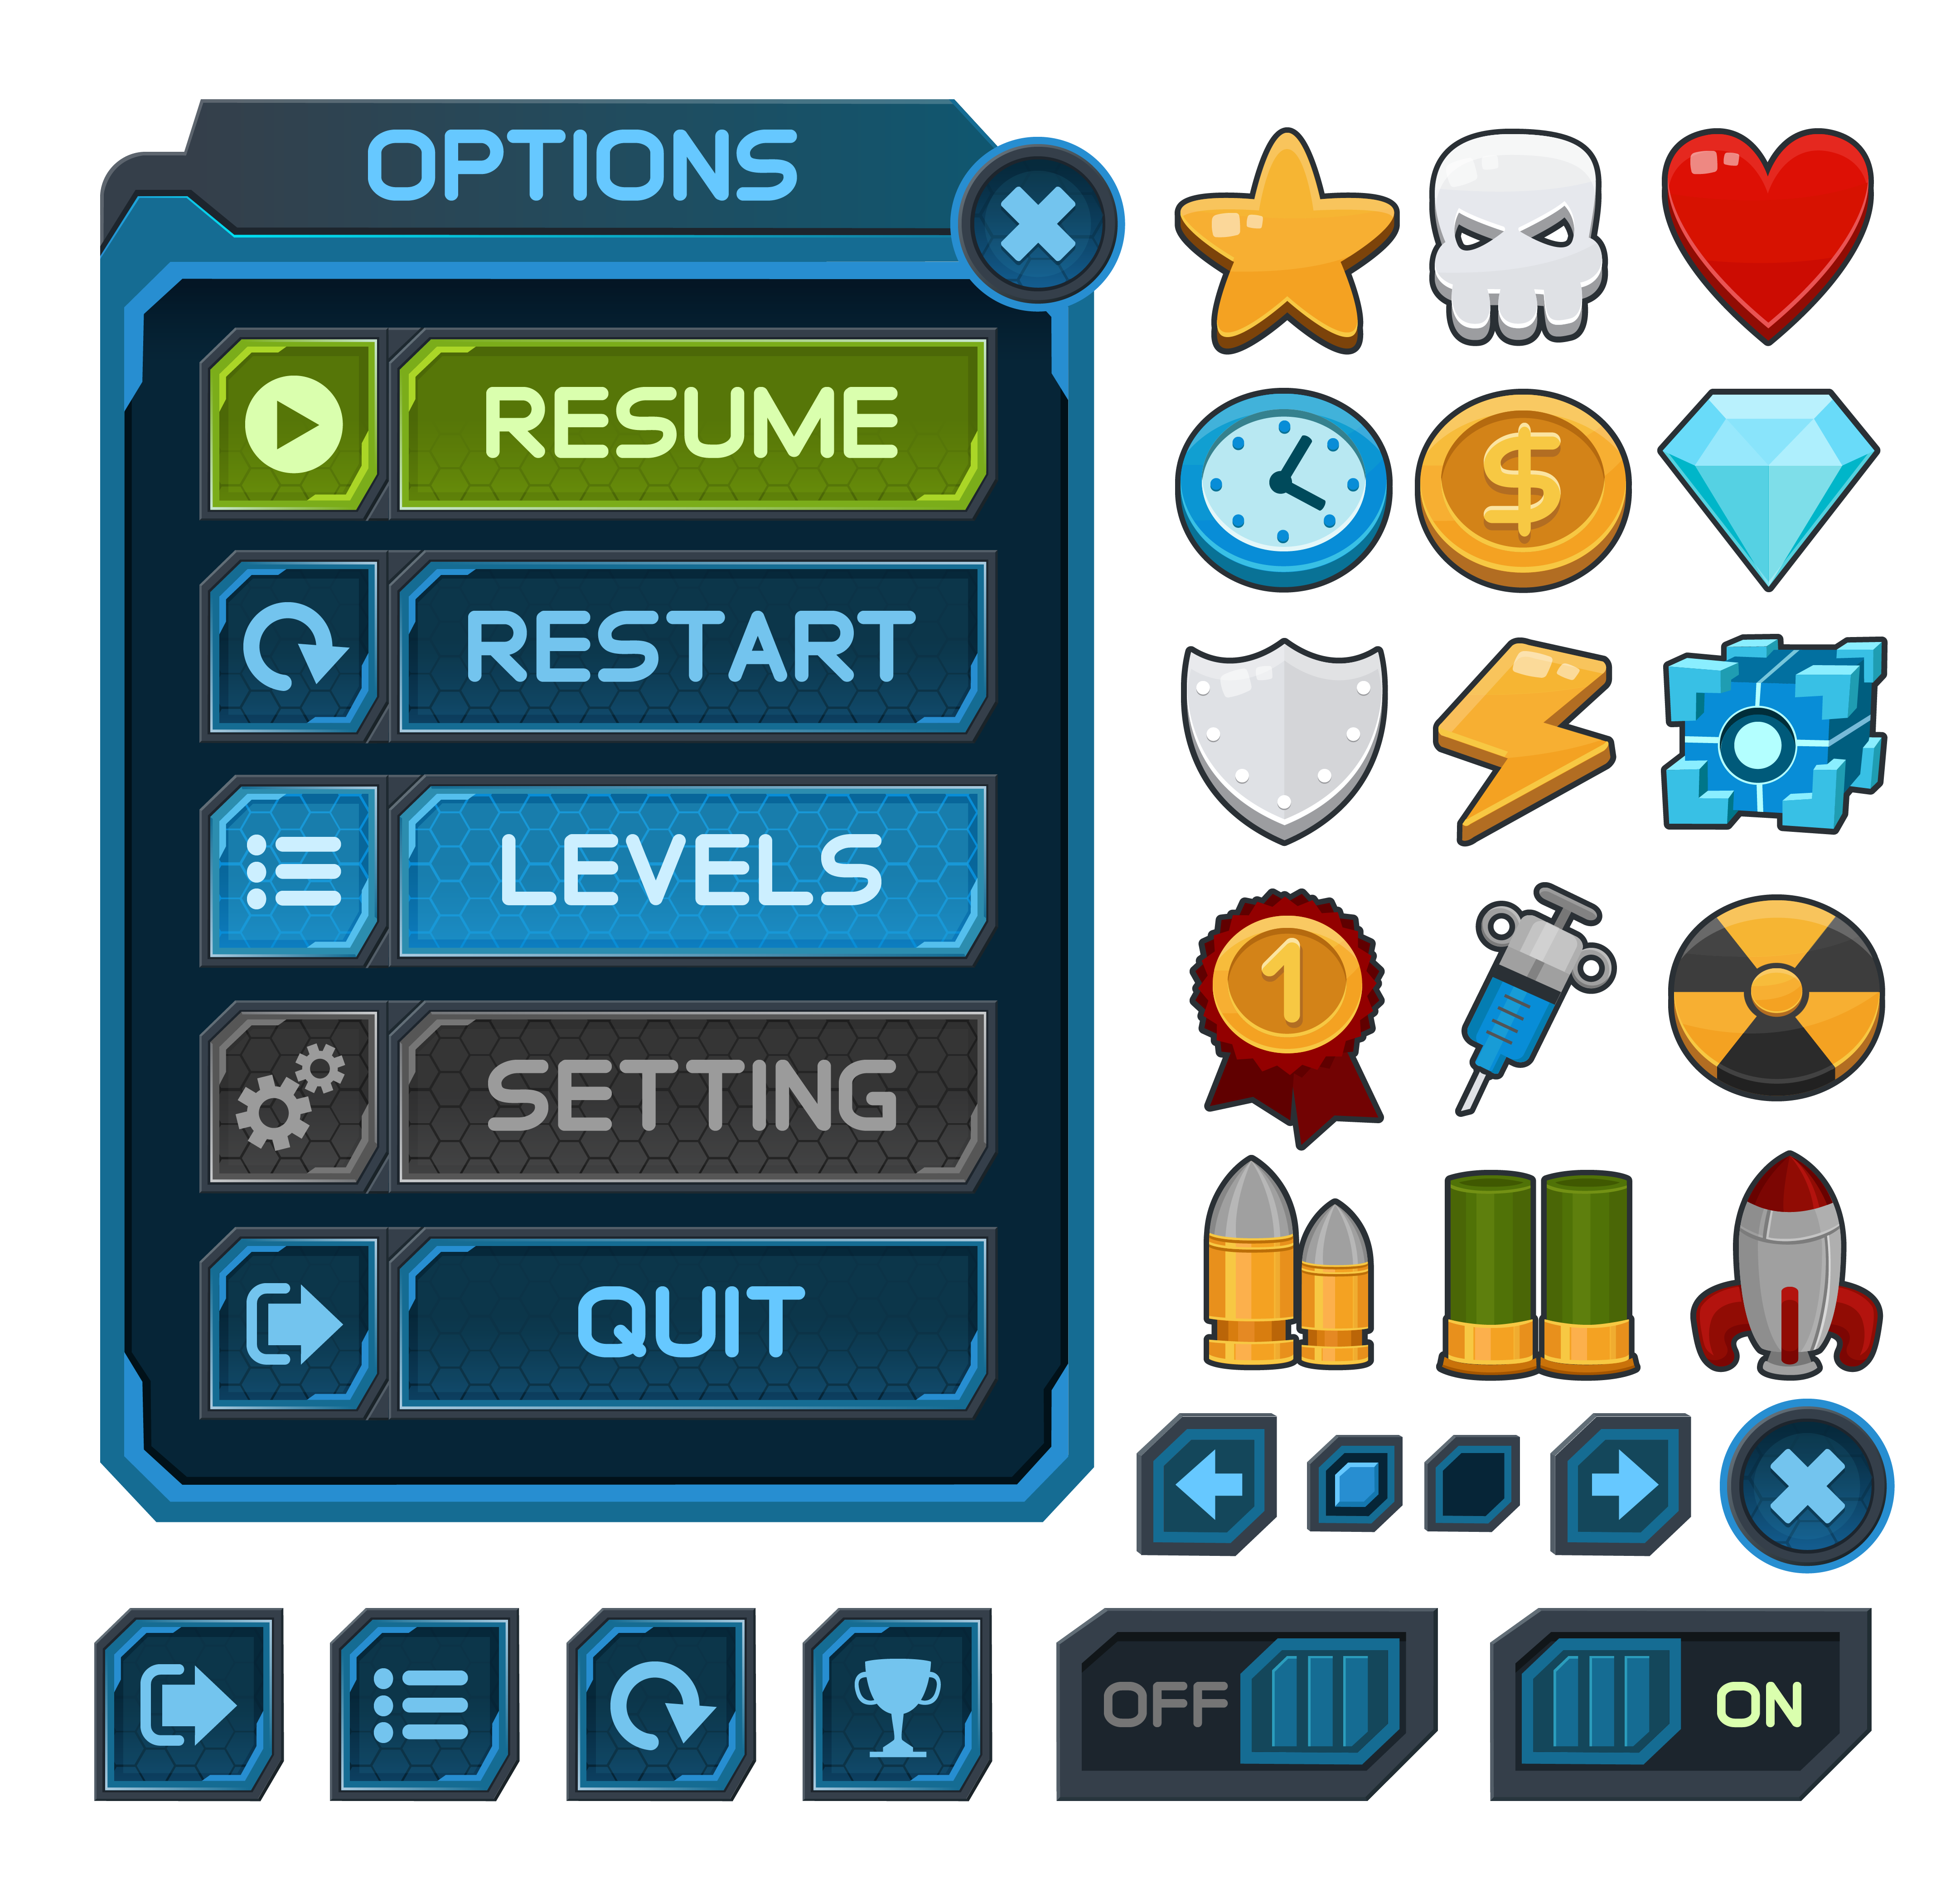 OPTIONS
RESUME
RESTART
LEVELS
SETTING
QUIT
$
1
OFF
ON